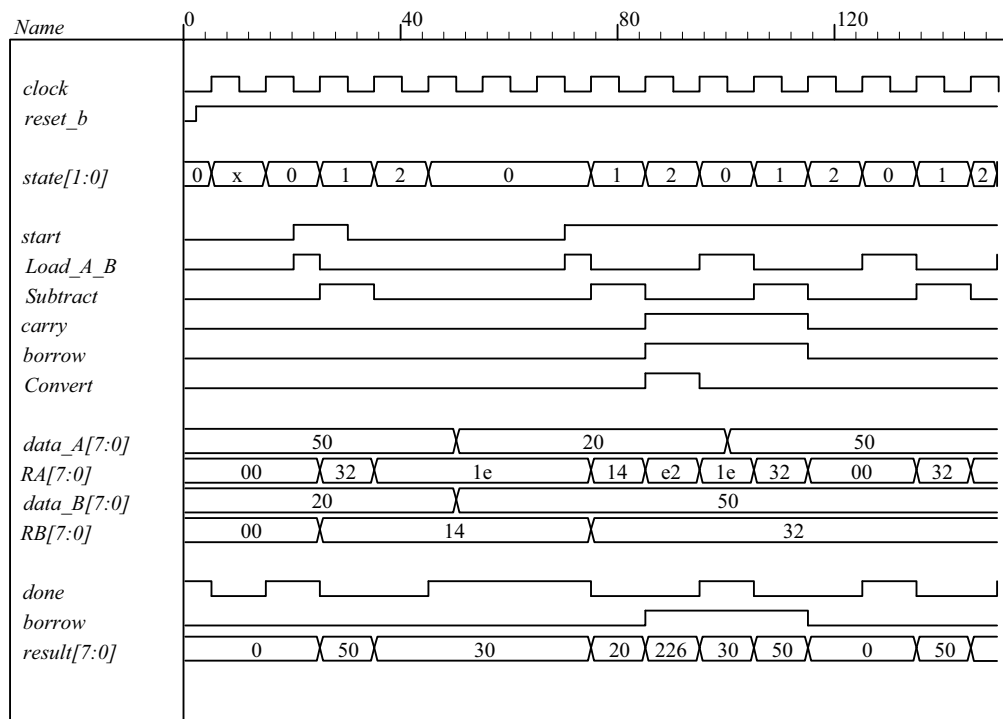 Name 0 40 80 120
clock
reset_b
state[1:0] 0 x 0 1 2 0 1 2 0 1 2 0 1 2
start
Load_A_B
Subtract
carry
borrow
Convert
data_A[7:0] 50 20 50
RA[7:0] 00 32 1e 14 e2 1e 32 00 32
data_B[7:0] 20 50
RB[7:0] 00 14 32
done
borrow
result[7:0] 0 50 30 20 226 30 50 0 50